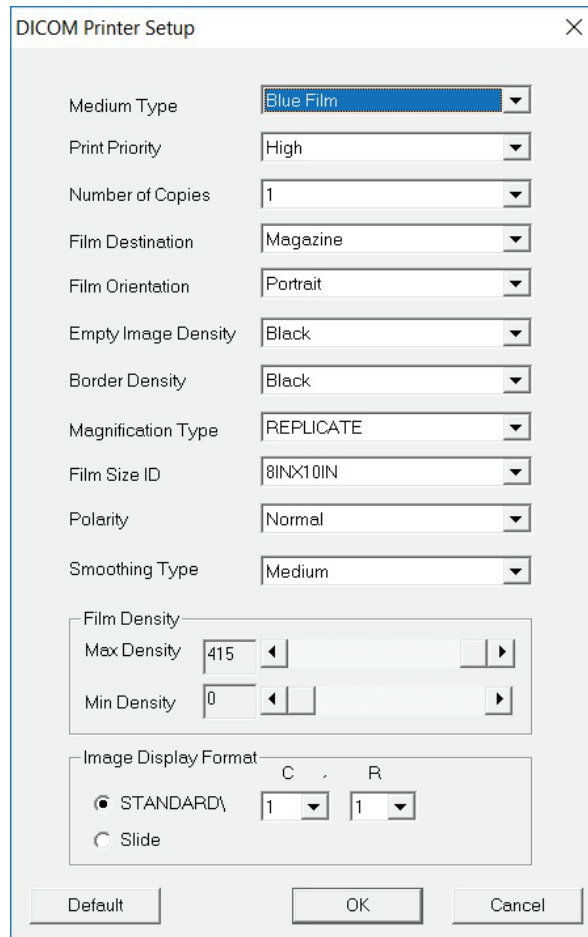 DICOM Printer Setup
Medium Type Blue Film
Print Priority High
Number of Copies 1
Film Destination Magazine
Film Orientation Portrait
Empty Image Density Black
Border Density Black
Magnification Type REPLICATE
Film Size ID 8INX10IN
Polarity Normal
Smoothing Type Medium
Film Density
Max Density 415
Min Density 0
Image Display Format
C , R
STANDARD\ 1 1
Slide
Default OK Cancel